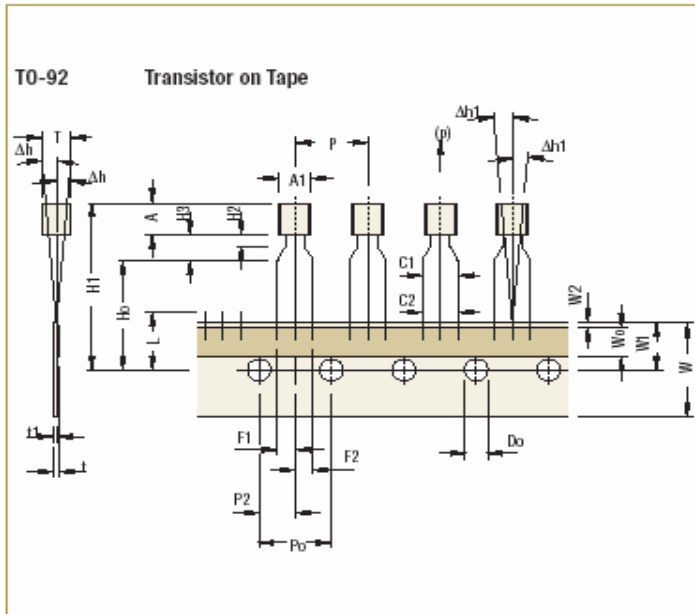 TO-92 Transistor on Tape
Δh1
T
P
(p)
Δh
Δh1
Δh
A1
A
H3
H2
H1
Ho
L
C1
C2
W2
Wo
W1
W
t1
t
F1
F2
Do
P2
Po